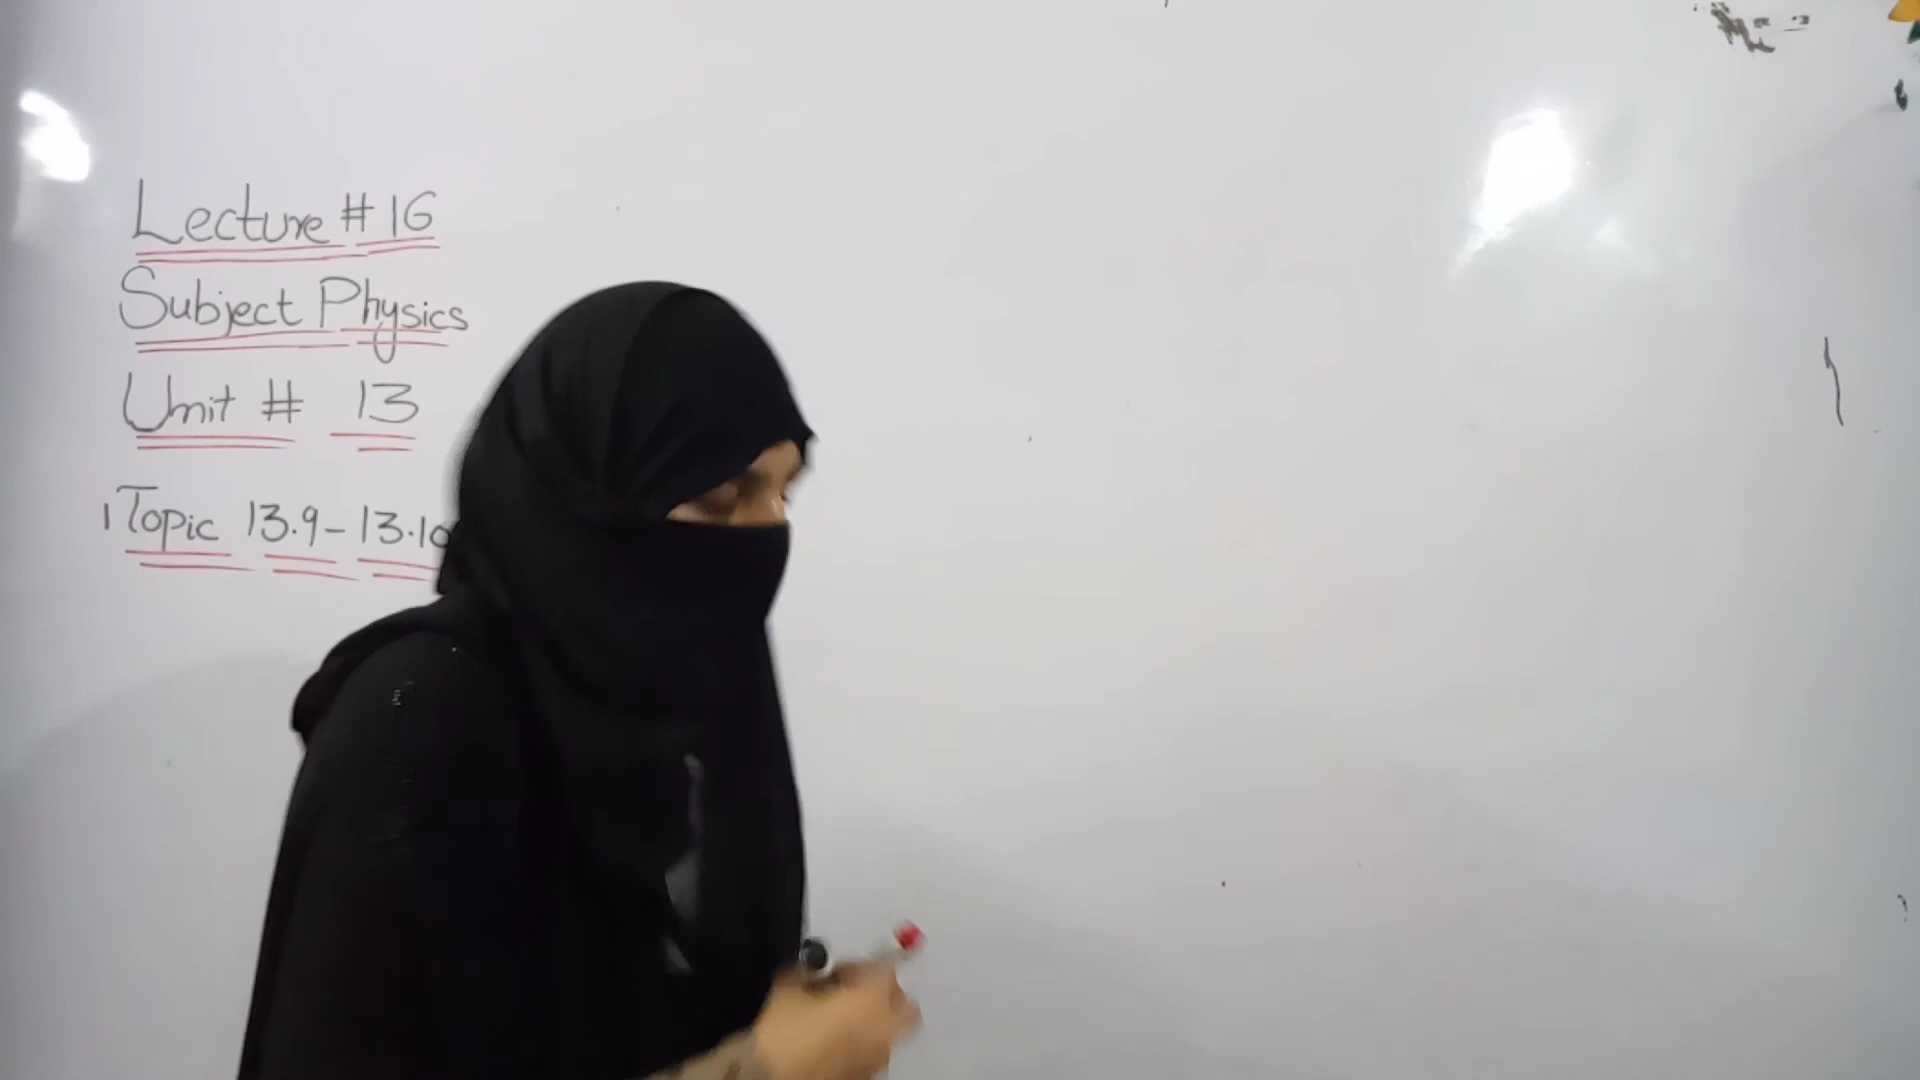 Lecture # 16
Subject Physics
Unit # 13
Topic 13.9-13.10